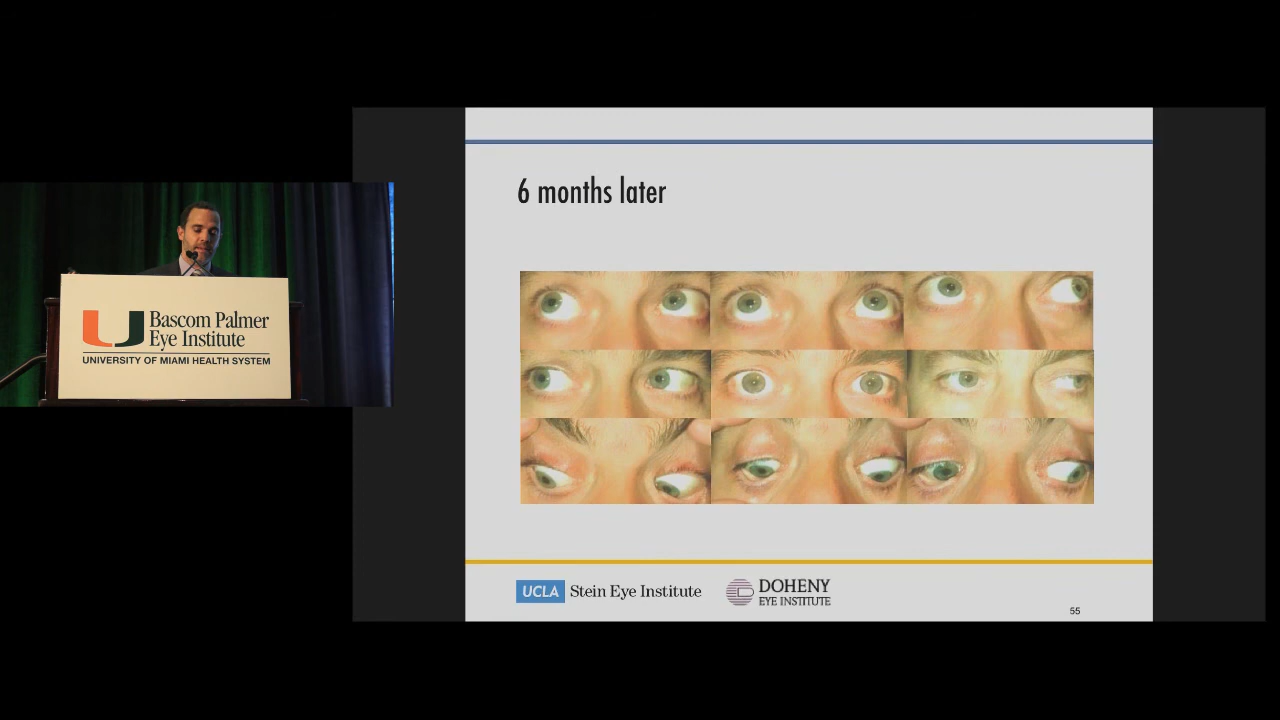 Bascom Palmer
Eye Institute
UNIVERSITY OF MIAMI HEALTH SYSTEM
6 months later
UCLA Stein Eye Institute
DOHENY
EYE INSTITUTE
55